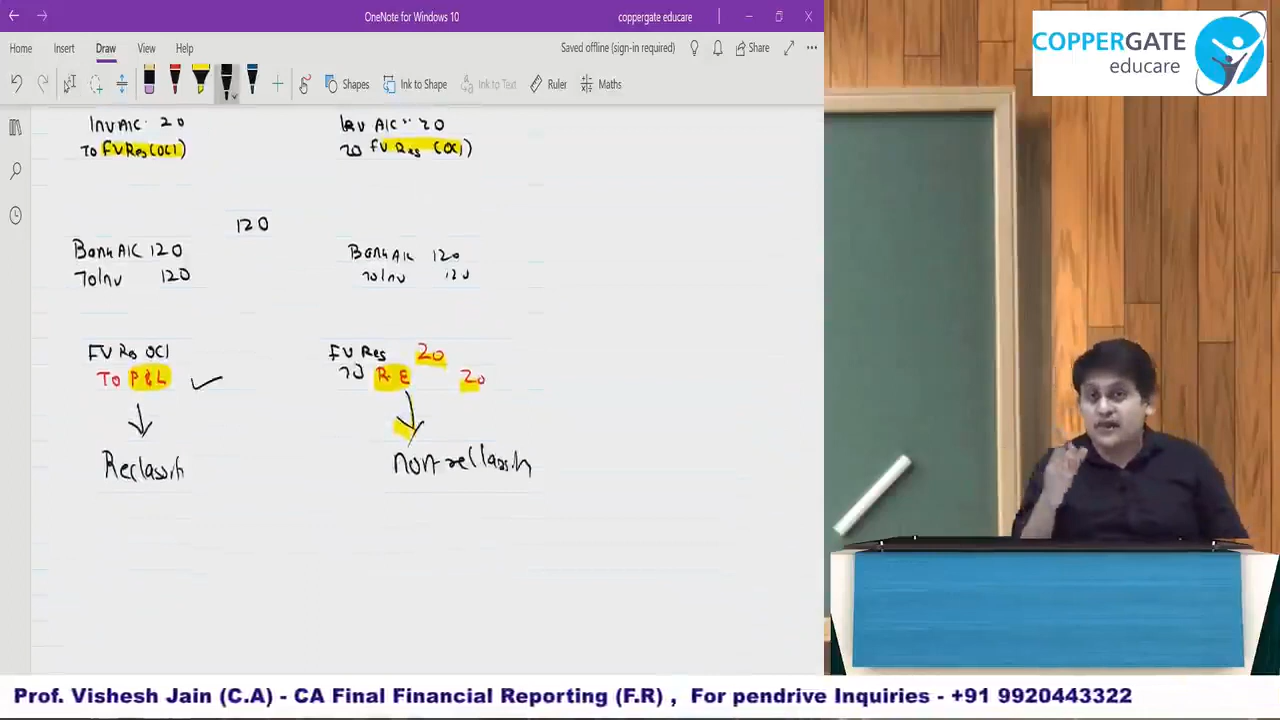 OneNote for Windows 10
coppergate educare
Home Insert Draw View Help
Saved offline (sign-in required)
Share
Shapes
Ink to Shape
Ink to Text
Ruler
Maths
COPPERGATE
educare
Inv A/C 20
To FV Res (OCI)
Inv A/C 20
To FV Res (OCI)
120
Bank A/C 120
To Inv 120
Bank A/C 120
To Inv 120
FV Res OCI
To P&L
Reclassify
FV Res 20
To R E 20
Non reclassify
Prof. Vishesh Jain (C.A) - CA Final Financial Reporting (F.R) , For pendrive Inquiries - +91 9920443322